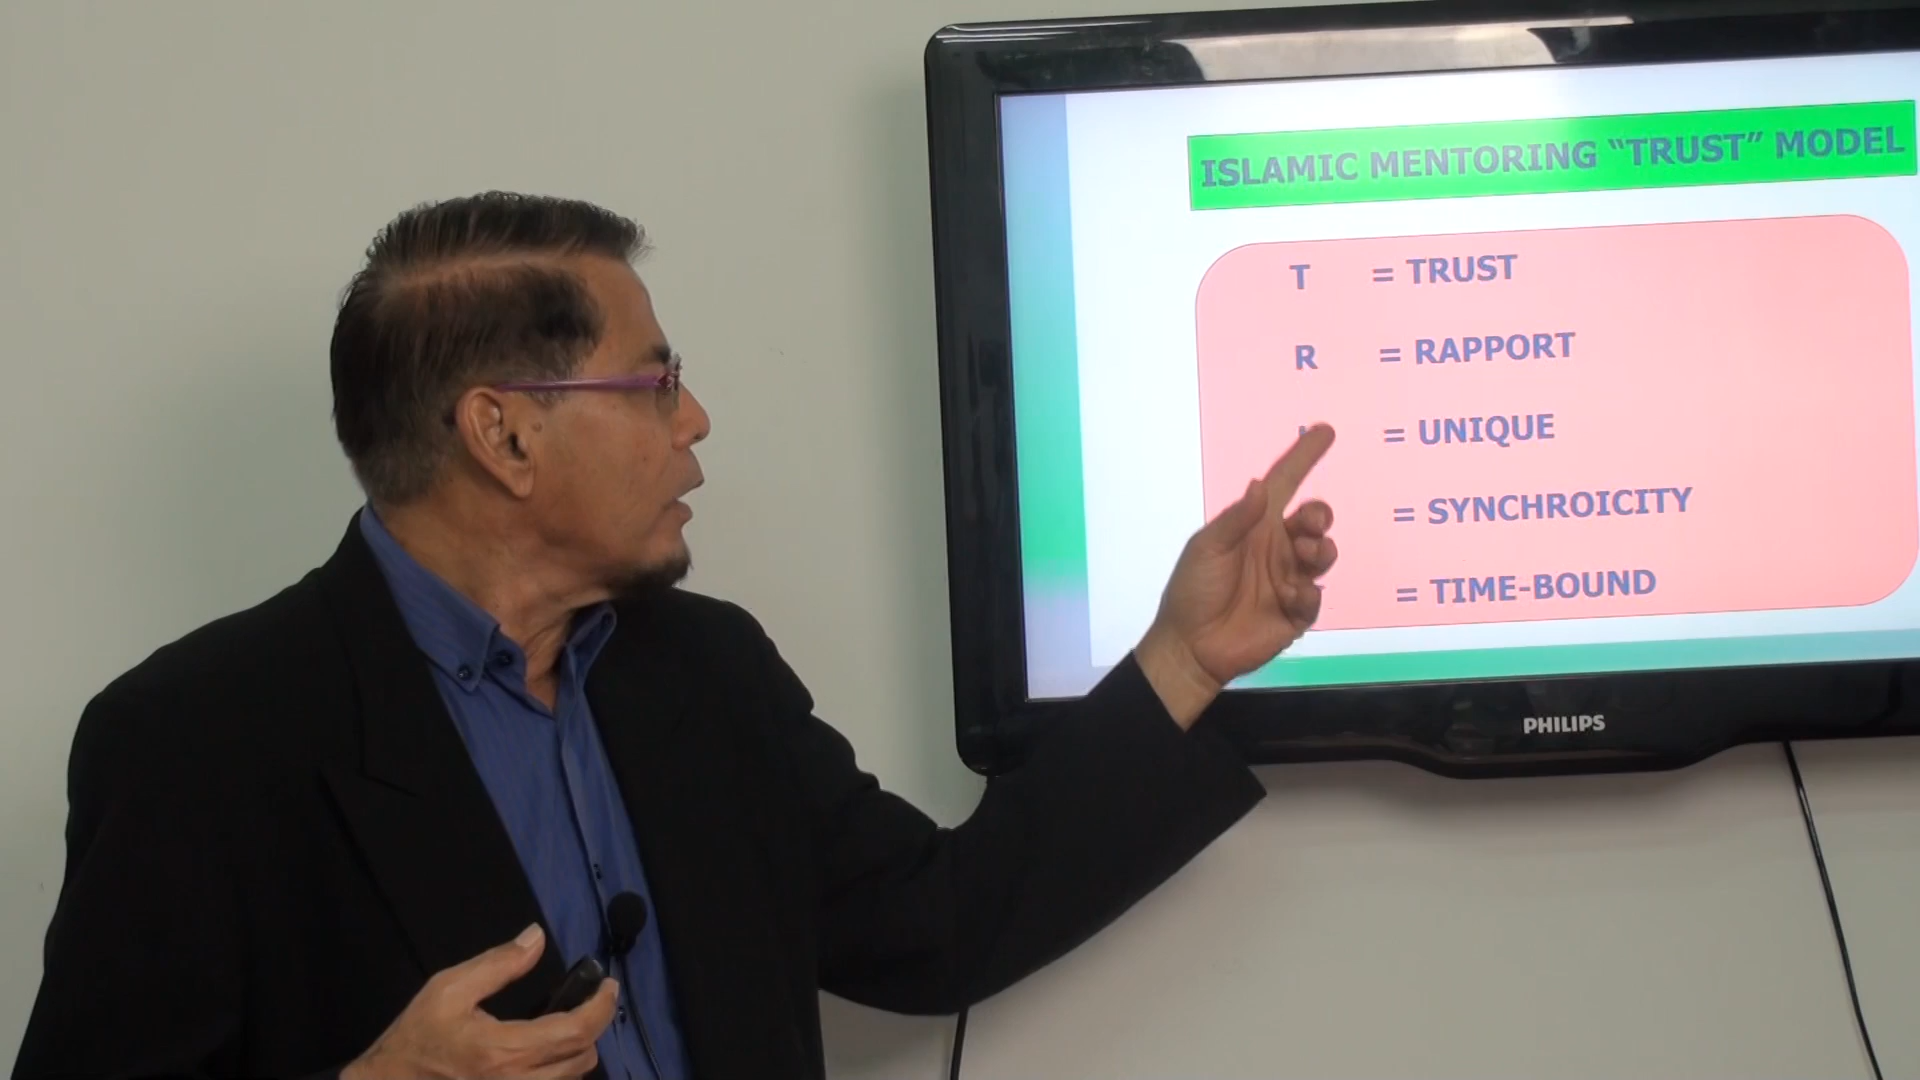 ISLAMIC MENTORING “TRUST” MODEL
T = TRUST
R = RAPPORT
= UNIQUE
= SYNCHROICITY
= TIME-BOUND
PHILIPS